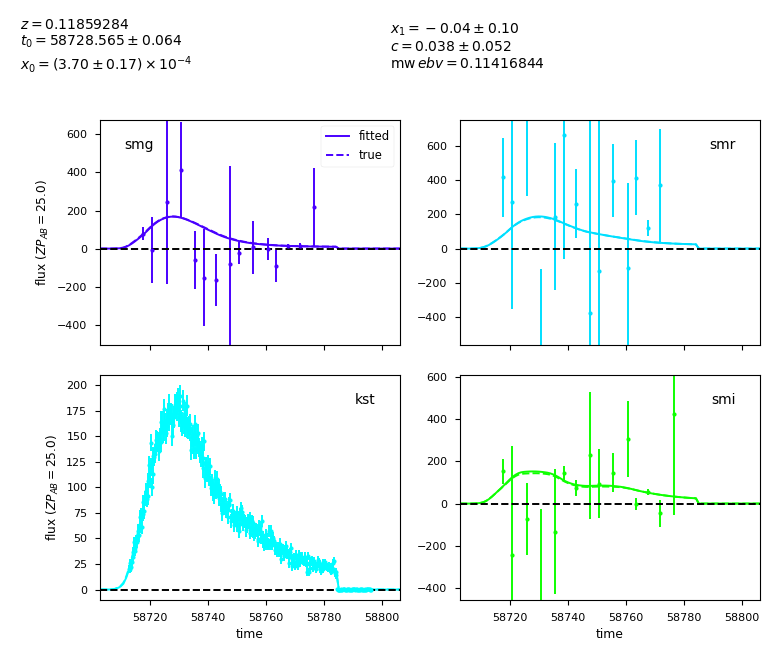 z = 0.11859284
t0 = 58728.565 ± 0.064
x0 = (3.70 ± 0.17) × 10^−4
x1 = −0.04 ± 0.10
c = 0.038 ± 0.052
mw ebv = 0.11416844
smg
fitted
true
600
400
200
0
−200
−400
flux (ZP_AB = 25.0)
smr
600
400
200
0
−200
−400
kst
200
175
150
125
100
75
50
25
0
flux (ZP_AB = 25.0)
58720
58740
58760
58780
58800
time
smi
600
400
200
0
−200
−400
58720
58740
58760
58780
58800
time